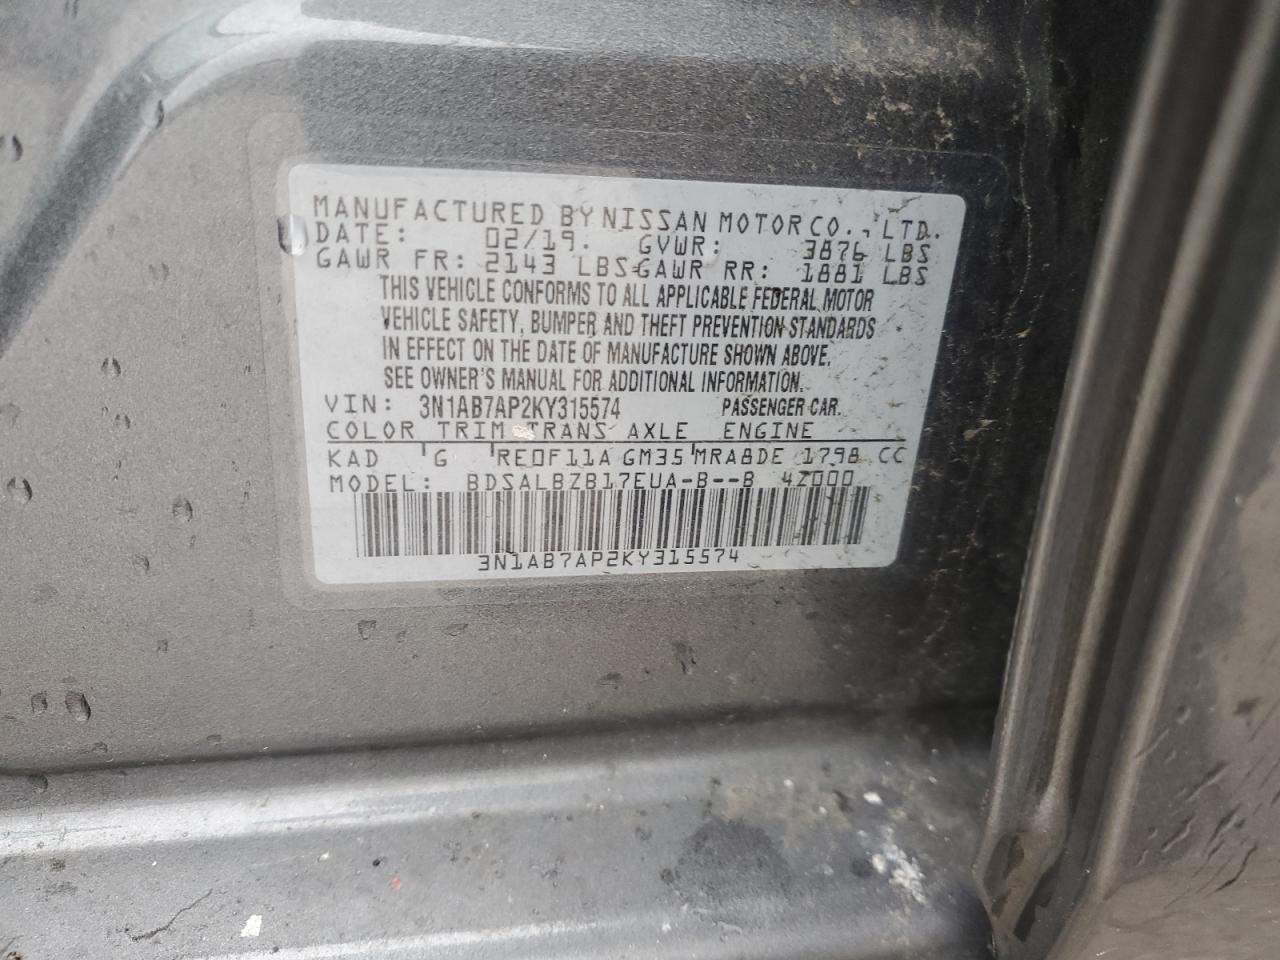 MANUFACTURED BY NISSAN MOTOR CO., LTD.
DATE: 02/19. GVWR: 3876 LBS
GAWR FR: 2143 LBS GAWR RR: 1881 LBS
THIS VEHICLE CONFORMS TO ALL APPLICABLE FEDERAL MOTOR
VEHICLE SAFETY, BUMPER AND THEFT PREVENTION STANDARDS
IN EFFECT ON THE DATE OF MANUFACTURE SHOWN ABOVE.
SEE OWNER'S MANUAL FOR ADDITIONAL INFORMATION.
VIN: 3N1AB7AP2KY315574 PASSENGER CAR.
COLOR TRIM TRANS AXLE ENGINE
KAD G RE0F11A GM35 MRA8DE 1798 CC
MODEL: BDSALBZB17EUA-B--B 4Z000
3N1AB7AP2KY315574